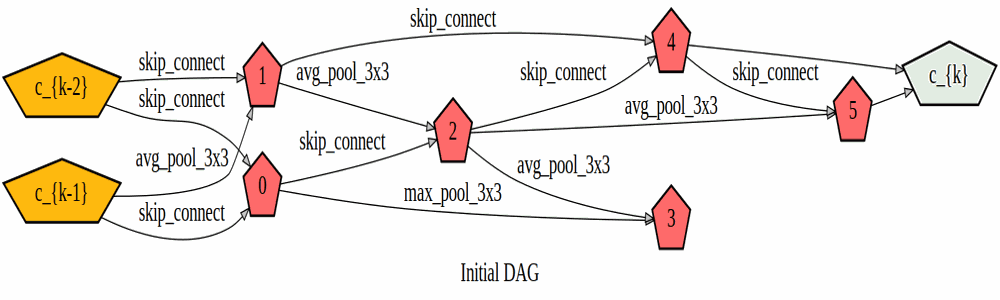 skip_connect
4
skip_connect
1
avg_pool_3x3
skip_connect
skip_connect
c_{k}
c_{k-2}
skip_connect
avg_pool_3x3
5
2
skip_connect
avg_pool_3x3
avg_pool_3x3
c_{k-1}
0
max_pool_3x3
skip_connect
3
Initial DAG